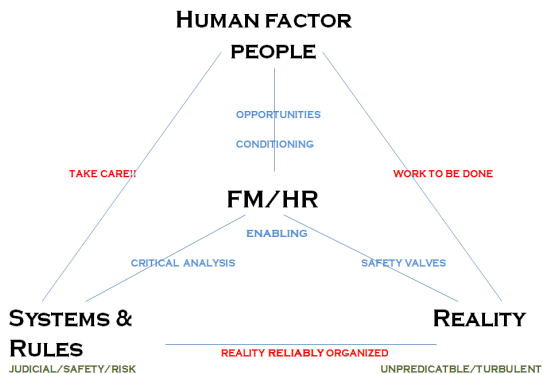 Human factor
people
opportunities
conditioning
Take care!!
Work to be done
FM/HR
enabling
Critical analysis
Safety valves
Systems &
Rules
Reality
Reality reliably organized
Judicial/safety/risk
Unpredicatble/turbulent